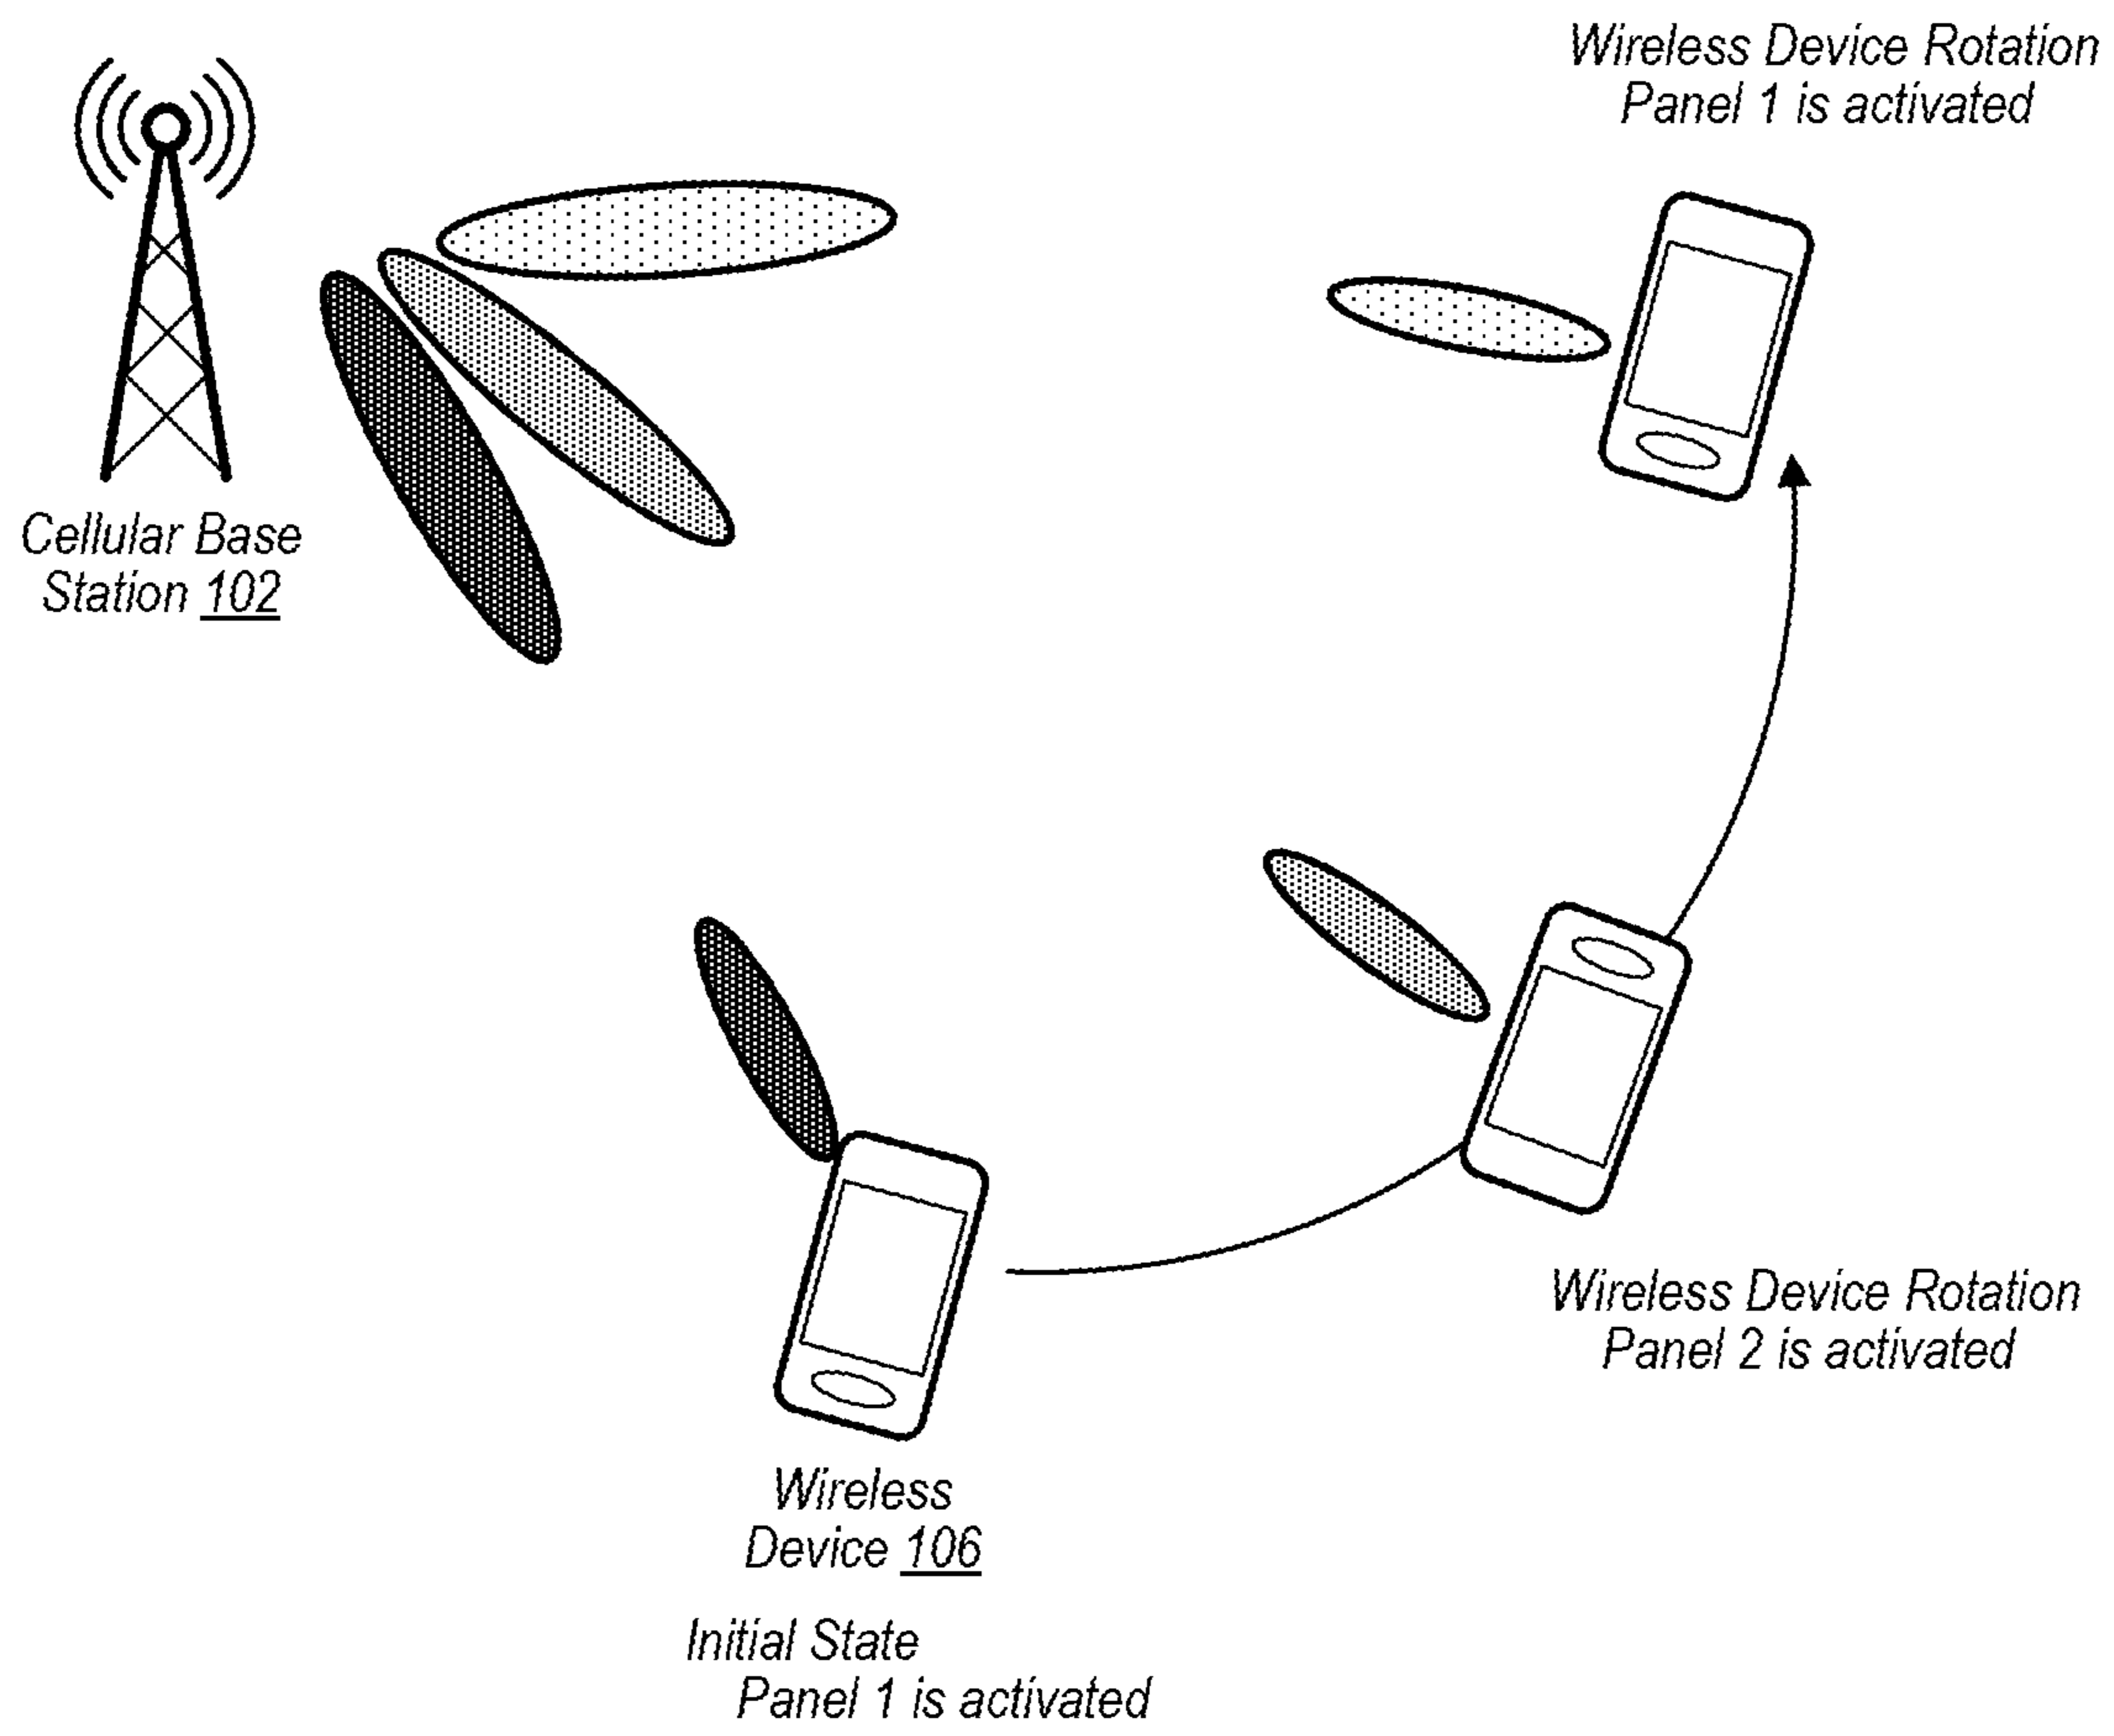 Wireless Device Rotation
Panel 1 is activated
Cellular Base
Station 102
Wireless Device Rotation
Panel 2 is activated
Wireless
Device 106
Initial State
Panel 1 is activated